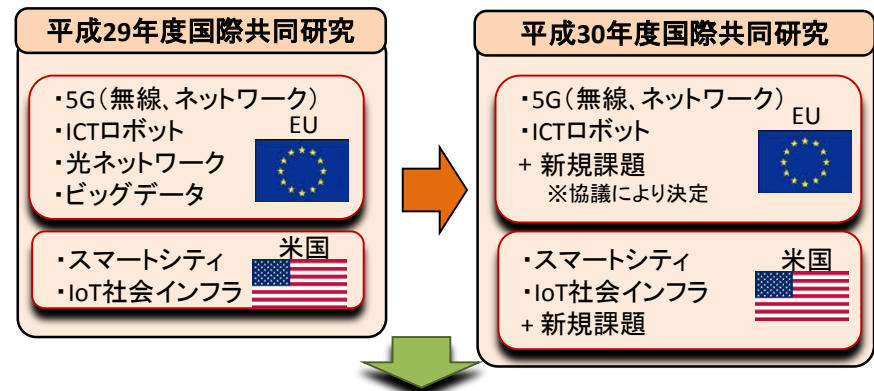 平成29年度国際共同研究
・5G（無線、ネットワーク）
・ICTロボット
・光ネットワーク
・ビッグデータ
EU
・スマートシティ
・IoT社会インフラ
米国
平成30年度国際共同研究
・5G（無線、ネットワーク）
・ICTロボット
+ 新規課題
※協議により決定
EU
・スマートシティ
・IoT社会インフラ
+ 新規課題
米国